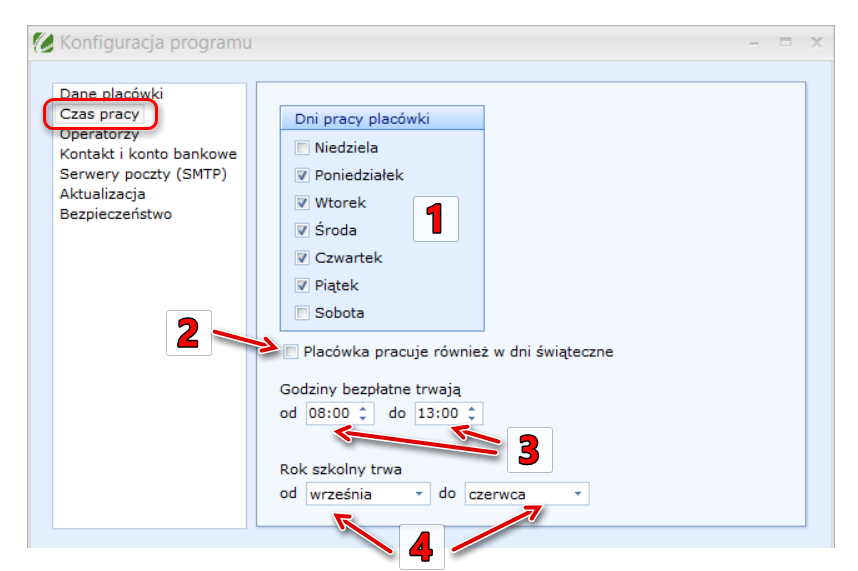 Konfiguracja programu
Dane placówki
Czas pracy
Operatorzy
Kontakt i konto bankowe
Serwery poczty (SMTP)
Aktualizacja
Bezpieczeństwo
Dni pracy placówki
Niedziela
Poniedziałek
Wtorek
Środa
Czwartek
Piątek
Sobota
1
2
Placówka pracuje również w dni świąteczne
Godziny bezpłatne trwają
od 08:00 do 13:00
3
Rok szkolny trwa
od września do czerwca
4